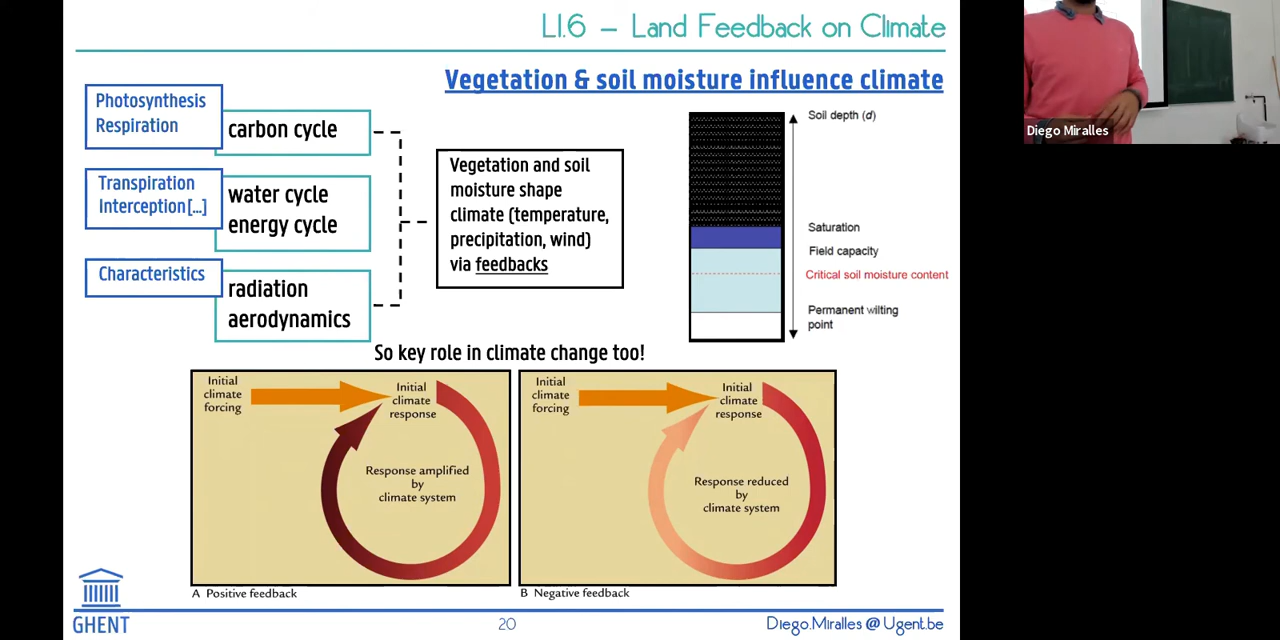 L1.6 – Land Feedback on Climate
Vegetation & soil moisture influence climate
Photosynthesis
Respiration
carbon cycle
Transpiration
Interception[...]
water cycle
energy cycle
Characteristics
radiation
aerodynamics
Vegetation and soil
moisture shape
climate (temperature,
precipitation, wind)
via feedbacks
Soil depth (d)
Saturation
Field capacity
Critical soil moisture content
Permanent wilting
point
So key role in climate change too!
Initial
climate
forcing
Initial
climate
response
Response amplified
by
climate system
A Positive feedback
Initial
climate
forcing
Initial
climate
response
Response reduced
by
climate system
B Negative feedback
GHENT
20
Diego.Miralles @ Ugent.be
Diego Miralles